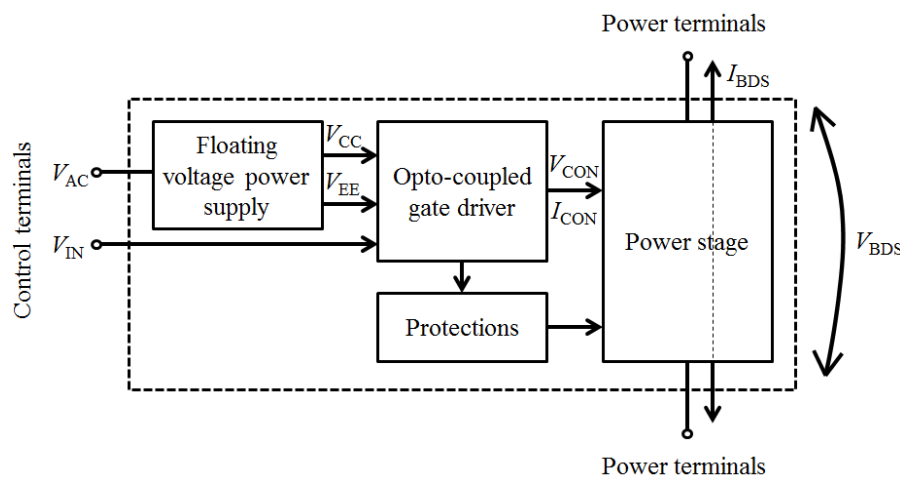 Power terminals
I_BDS
Control terminals
V_AC
V_IN
Floating
voltage power
supply
V_CC
V_EE
Opto-coupled
gate driver
V_CON
I_CON
Power stage
V_BDS
Protections
Power terminals